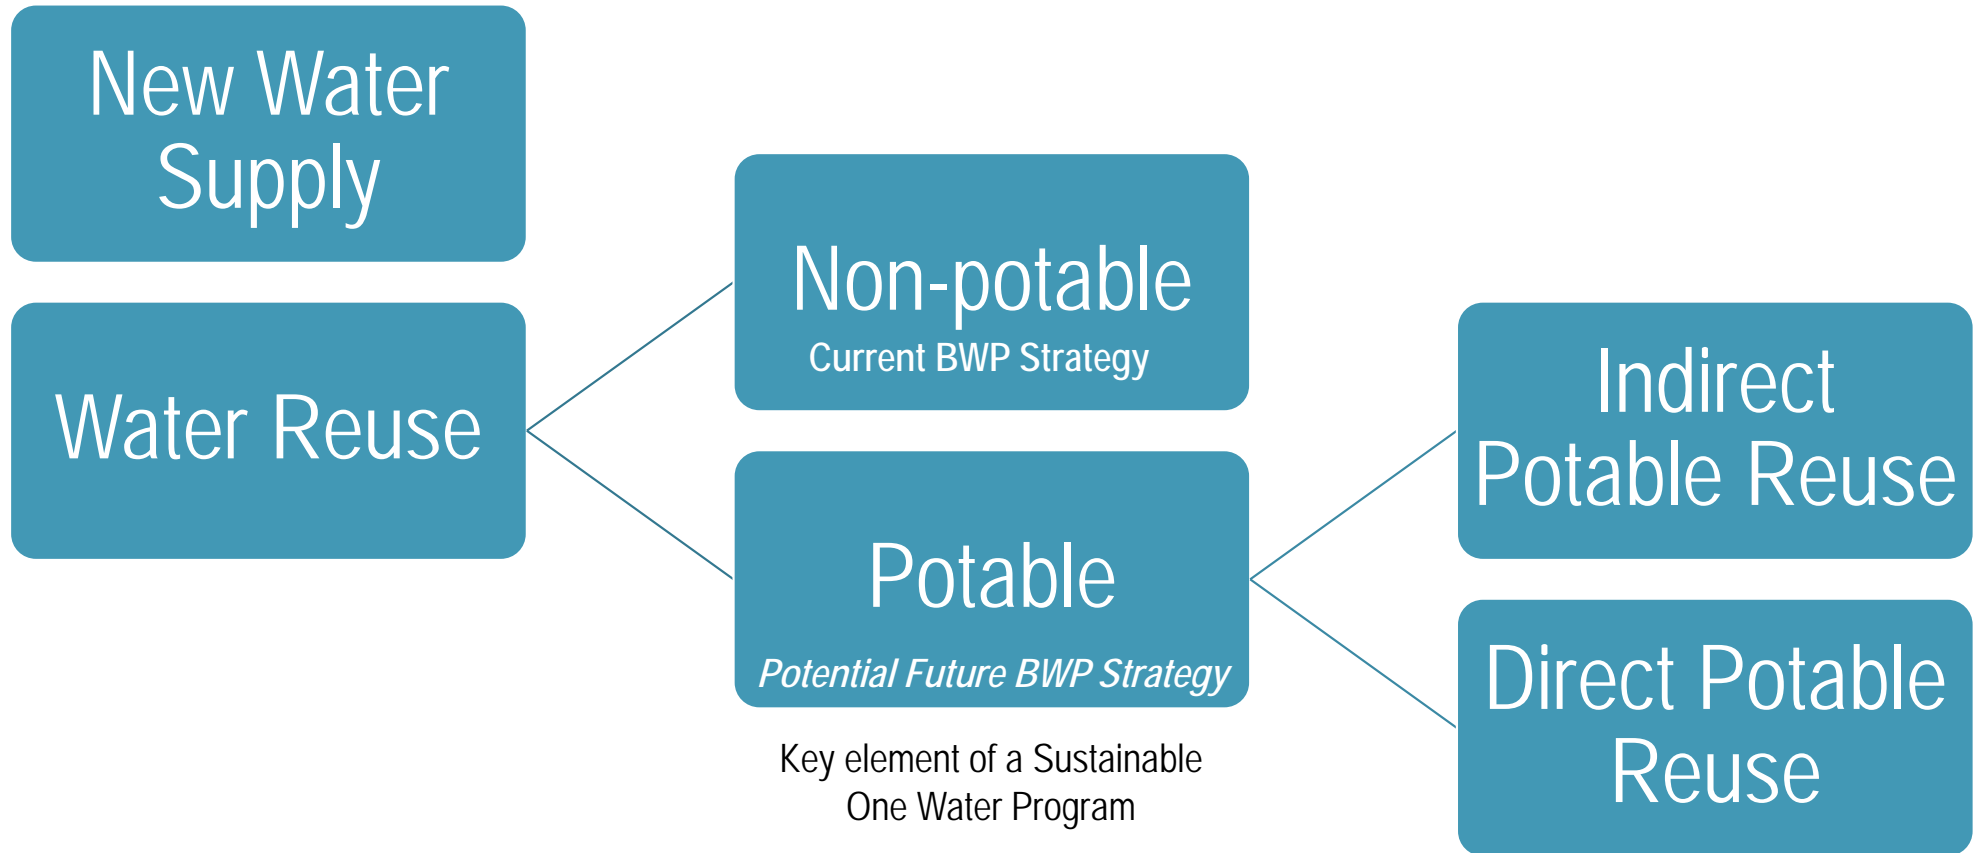 New Water
Supply
Water Reuse
Non-potable
Current BWP Strategy
Potable
Potential Future BWP Strategy
Key element of a Sustainable
One Water Program
Indirect
Potable Reuse
Direct Potable
Reuse